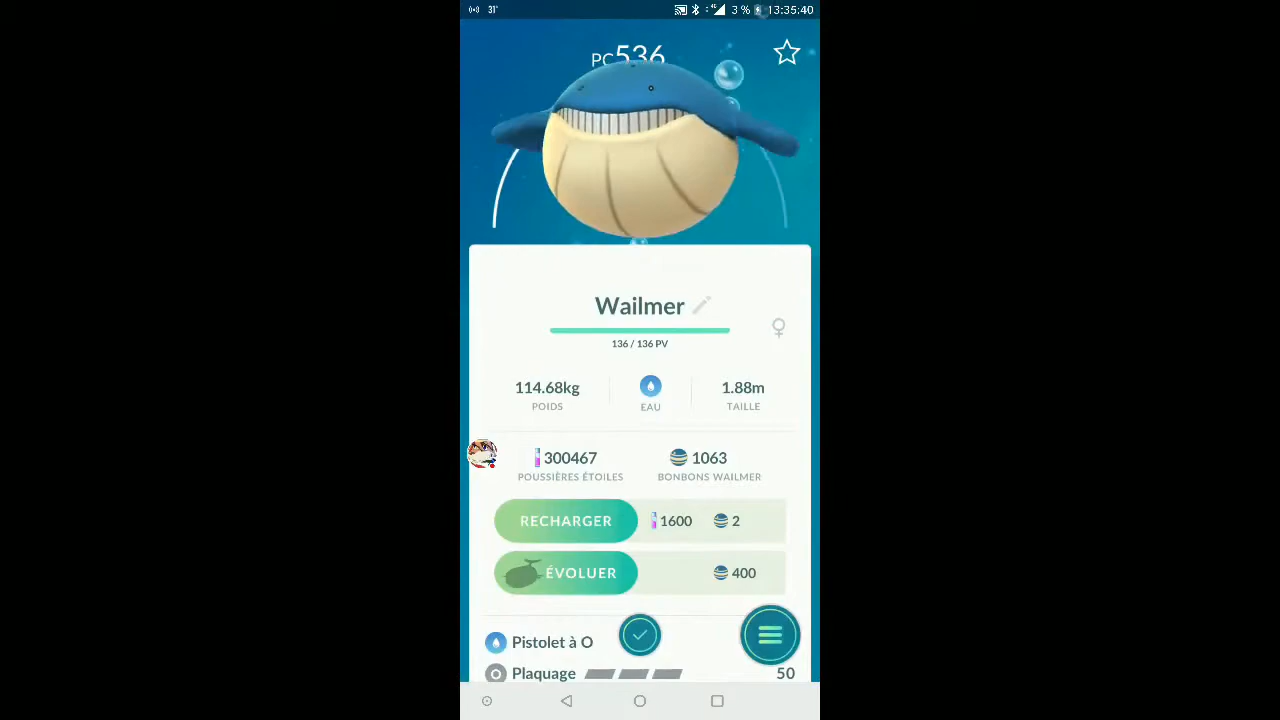 31° 3 % 13:35:40
PC536
Wailmer
136 / 136 PV
114.68kg 1.88m
POIDS EAU TAILLE
300467 1063
POUSSIÈRES ÉTOILES BONBONS WAILMER
RECHARGER 1600 2
ÉVOLUER 400
Pistolet à O
Plaquage 50